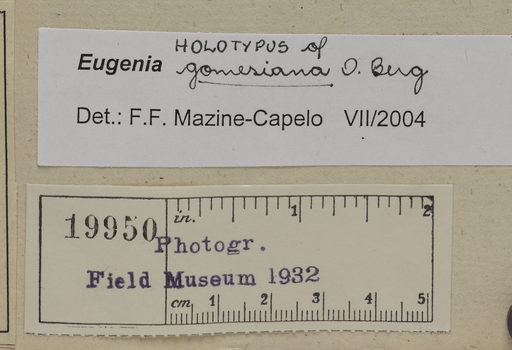 HOLOTYPUS of
Eugenia gomesiana O. Berg
Det.: F.F. Mazine-Capelo VII/2004
19950
in. 1 2
Photogr.
Field Museum 1932
cm 1 2 3 4 5